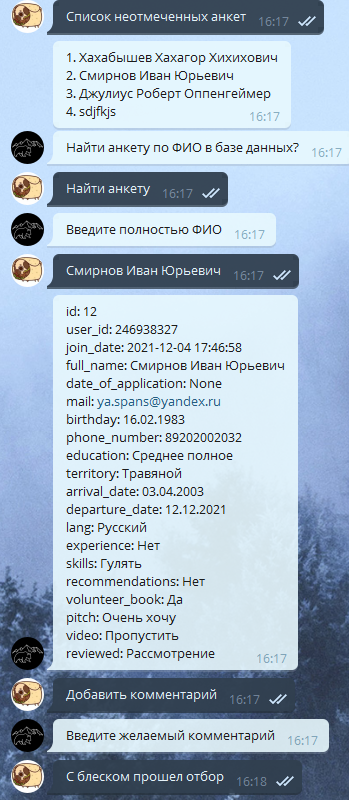 Список неотмеченных анкет 16:17
1. Хахабышев Хахагор Хихихович
2. Смирнов Иван Юрьевич
3. Джулиус Роберт Оппенгеймер
4. sdjfkjs
16:17
Найти анкету по ФИО в базе данных? 16:17
Найти анкету 16:17
Введите полностью ФИО 16:17
Смирнов Иван Юрьевич 16:17
id: 12
user_id: 246938327
join_date: 2021-12-04 17:46:58
full_name: Смирнов Иван Юрьевич
date_of_application: None
mail: ya.spans@yandex.ru
birthday: 16.02.1983
phone_number: 89202002032
education: Среднее полное
territory: Травяной
arrival_date: 03.04.2003
departure_date: 12.12.2021
lang: Русский
experience: Нет
skills: Гулять
recommendations: Нет
volunteer_book: Да
pitch: Очень хочу
video: Пропустить
reviewed: Рассмотрение
16:17
Добавить комментарий 16:17
Введите желаемый комментарий 16:17
С блеском прошел отбор 16:18